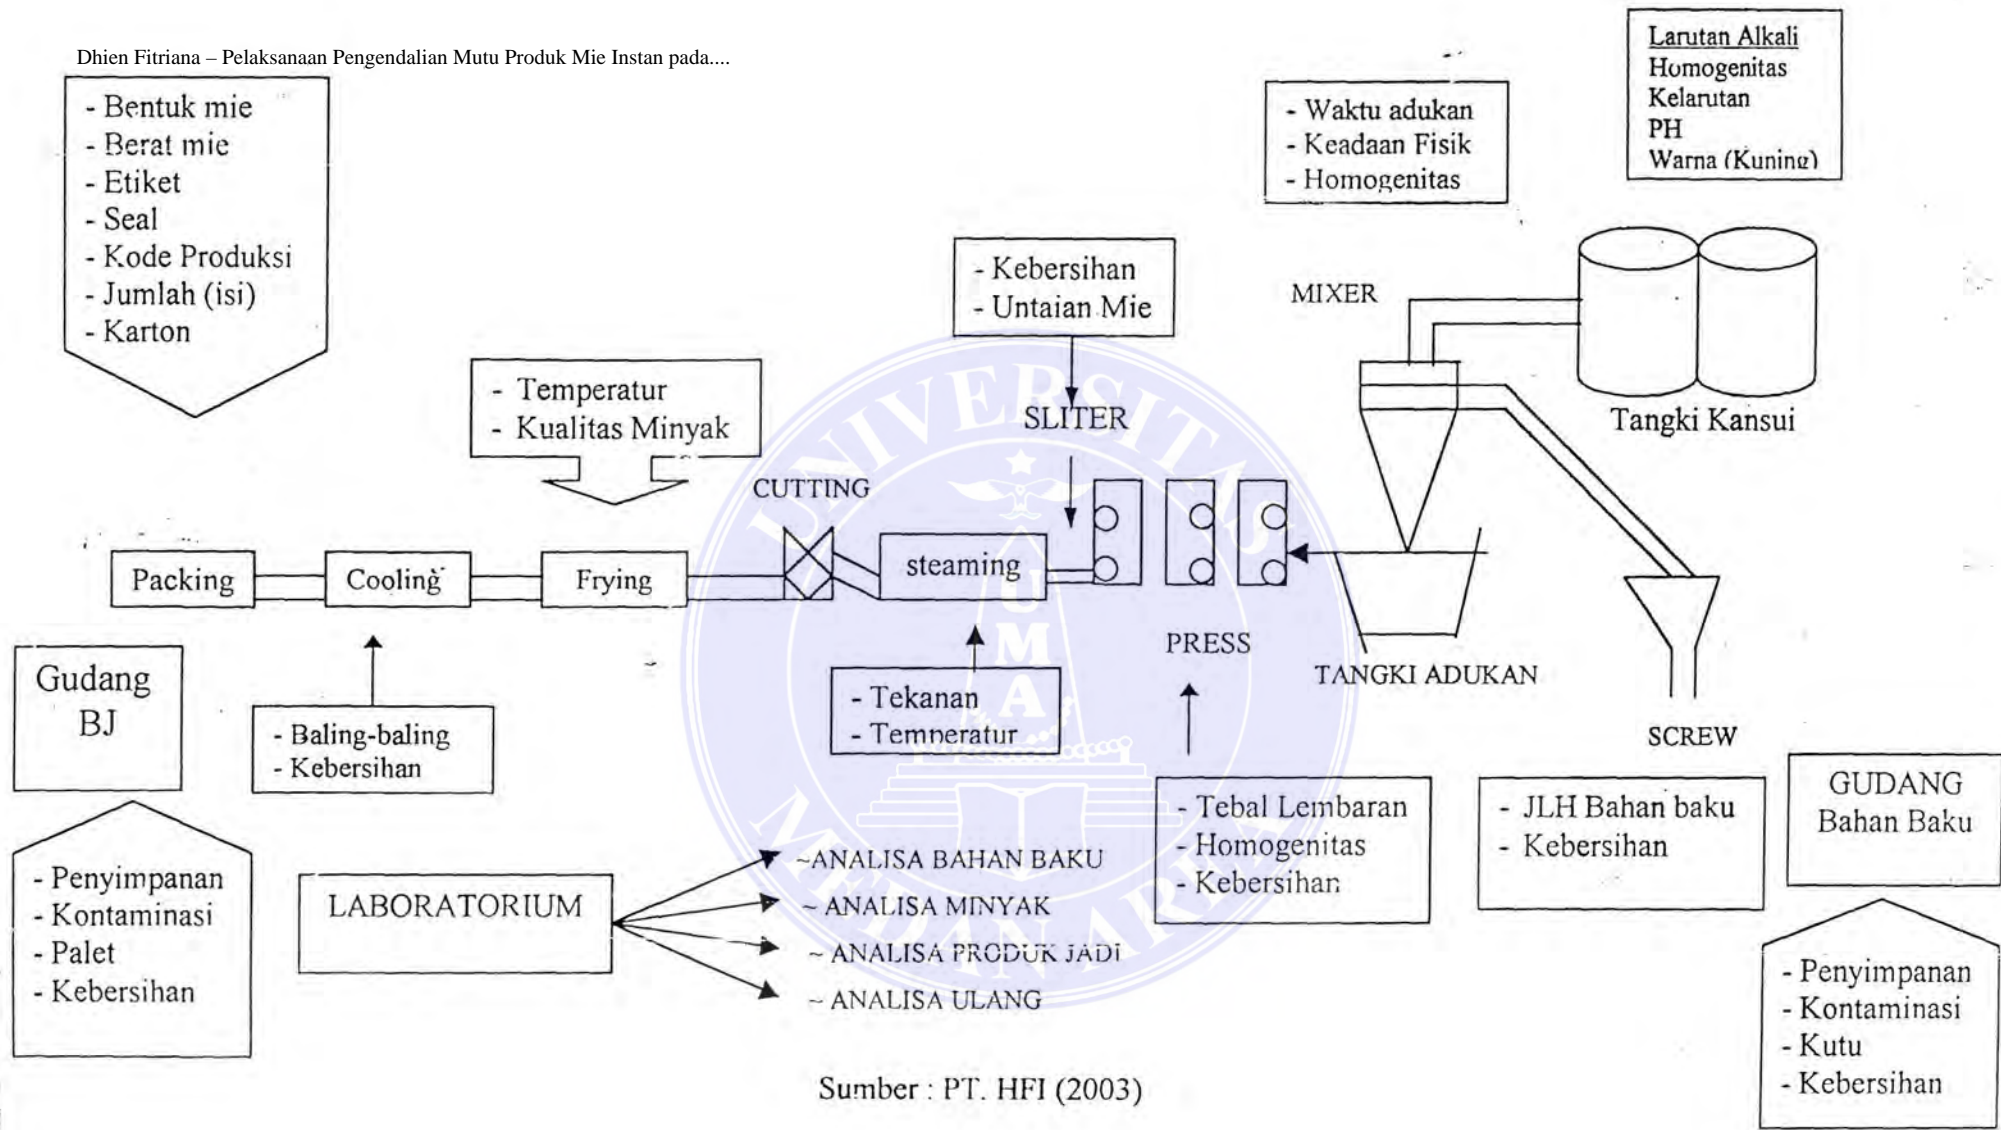 Dhien Fitriana – Pelaksanaan Pengendalian Mutu Produk Mie Instan pada....
- Bentuk mie
- Berat mie
- Etiket
- Seal
- Kode Produksi
- Jumlah (isi)
- Karton
- Temperatur
- Kualitas Minyak
- Kebersihan
- Untaian Mie
SLITER
- Waktu adukan
- Keadaan Fisik
- Homogenitas
Larutan Alkali
Homogenitas
Kelarutan
PH
Warna (Kuning)
MIXER
Tangki Kansui
CUTTING
Packing
Cooling
Frying
steaming
PRESS
TANGKI ADUKAN
SCREW
Gudang
BJ
- Baling-baling
- Kebersihan
- Tekanan
- Temperatur
- Tebal Lembaran
- Homogenitas
- Kebersihan
- JLH Bahan baku
- Kebersihan
GUDANG
Bahan Baku
- Penyimpanan
- Kontaminasi
- Palet
- Kebersihan
LABORATORIUM
~ANALISA BAHAN BAKU
~ ANALISA MINYAK
~ ANALISA PRODUK JADI
~ ANALISA ULANG
- Penyimpanan
- Kontaminasi
- Kutu
- Kebersihan
Sumber : PT. HFI (2003)
UNIVERSITAS
MEDAN AREA
UMA